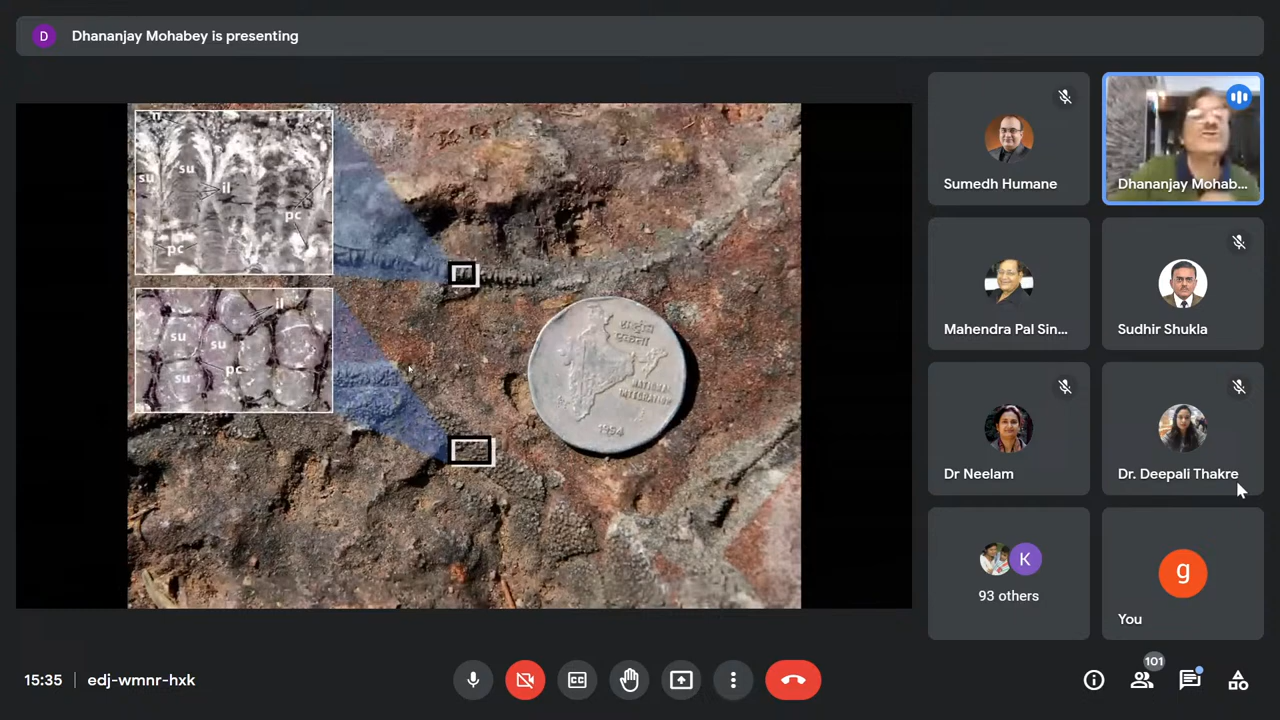 D
Dhananjay Mohabey is presenting
su
su
il
pc
pc
il
su
su
pc
su
राष्ट्रीय
एकता
NATIONAL
INTEGRATION
Sumedh Humane
Dhananjay Mohab...
Mahendra Pal Sin...
Sudhir Shukla
Dr Neelam
Dr. Deepali Thakre
K
93 others
g
You
15:35
edj-wmnr-hxk
101